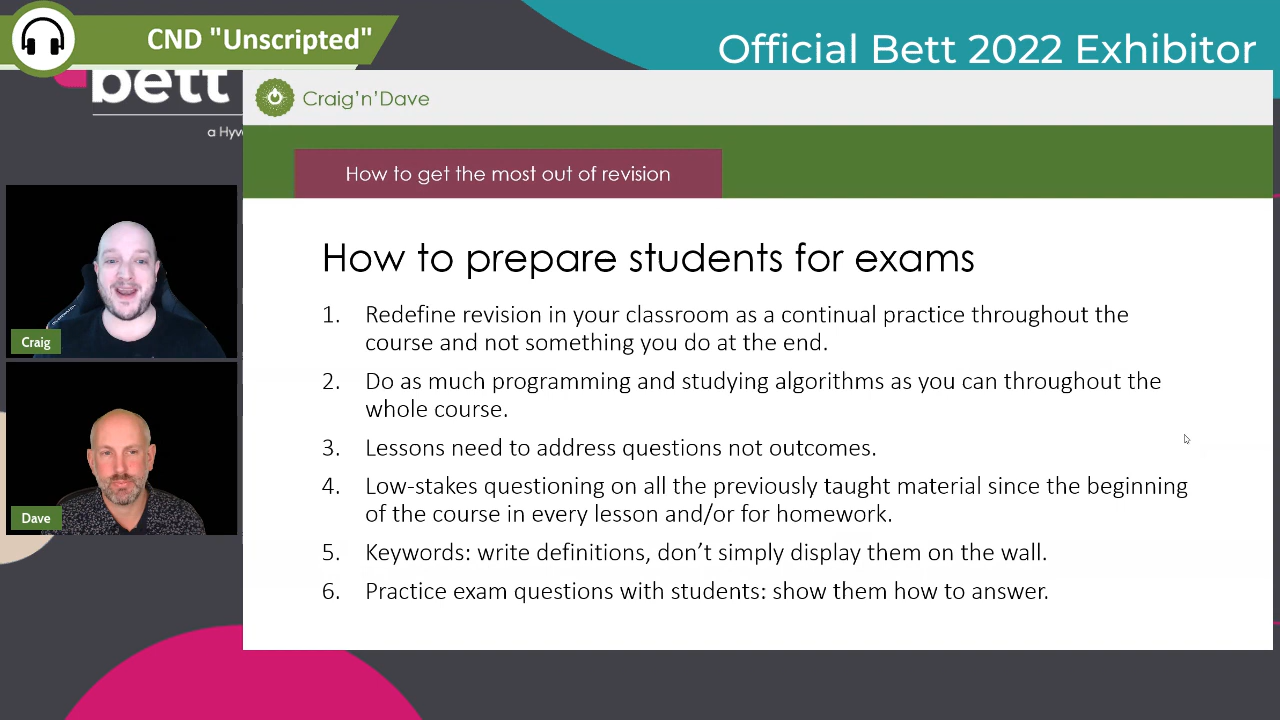 CND "Unscripted"
Official Bett 2022 Exhibitor
bett
a Hyv
Craig'n'Dave
How to get the most out of revision
How to prepare students for exams
1. Redefine revision in your classroom as a continual practice throughout the
course and not something you do at the end.
2. Do as much programming and studying algorithms as you can throughout the
whole course.
3. Lessons need to address questions not outcomes.
4. Low-stakes questioning on all the previously taught material since the beginning
of the course in every lesson and/or for homework.
5. Keywords: write definitions, don't simply display them on the wall.
6. Practice exam questions with students: show them how to answer.
Craig
Dave